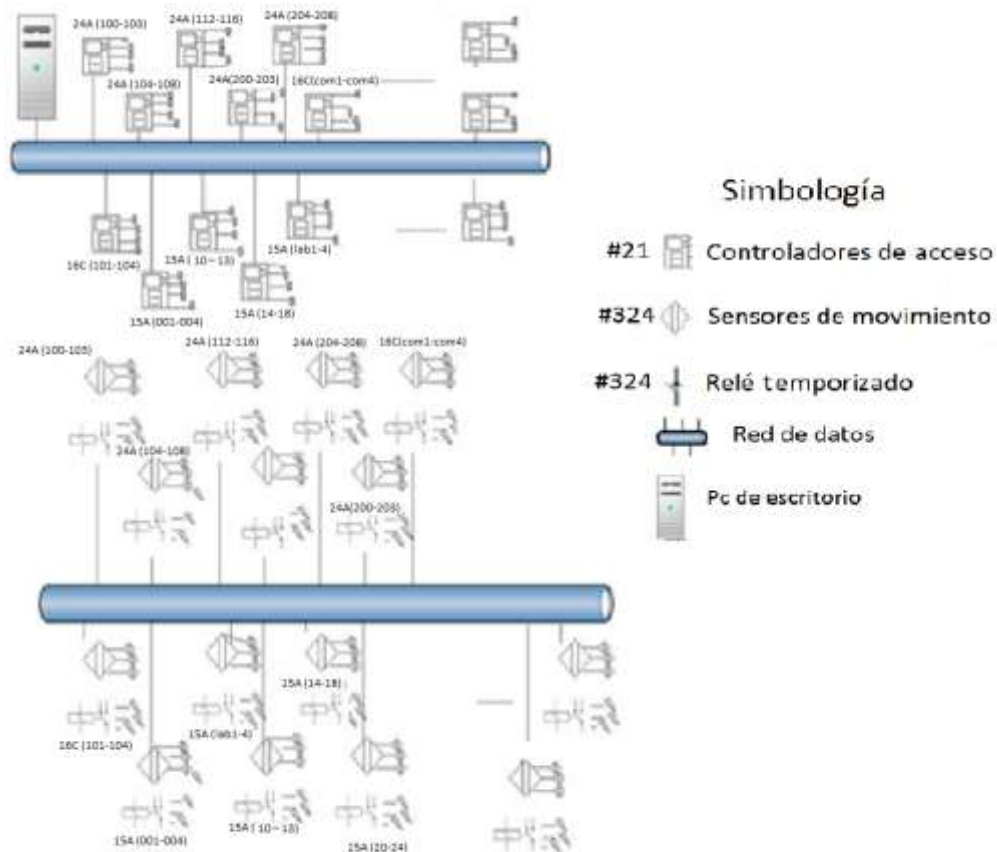 24A (100-103)
24A (112-116)
24A (204-208)
24A (104-108)
24A(200-203)
16C(com1-com4)
16C (101-104)
15A ( 10-13)
15A (lab1-4)
15A (001-004)
15A (14-18)
Simbología
#21 Controladores de acceso
#324 Sensores de movimiento
#324 Relé temporizado
Red de datos
Pc de escritorio
24A (100-103)
24A (112-116)
24A (204-208)
16C(com1-com4)
24A (104-108)
24A(200-203)
15A (14-18)
16C (101-104)
15A (lab1-4)
15A (001-004)
15A ( 10-13)
15A (20-24)